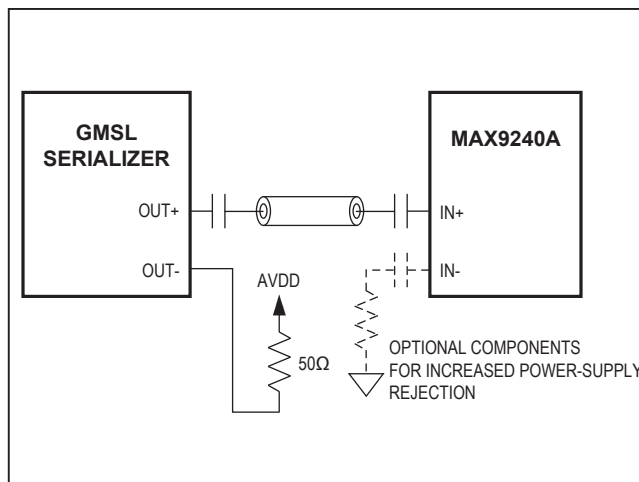 GMSL
SERIALIZER
MAX9240A
OUT+
IN+
OUT-
IN-
AVDD
50Ω
OPTIONAL COMPONENTS
FOR INCREASED POWER-SUPPLY
REJECTION